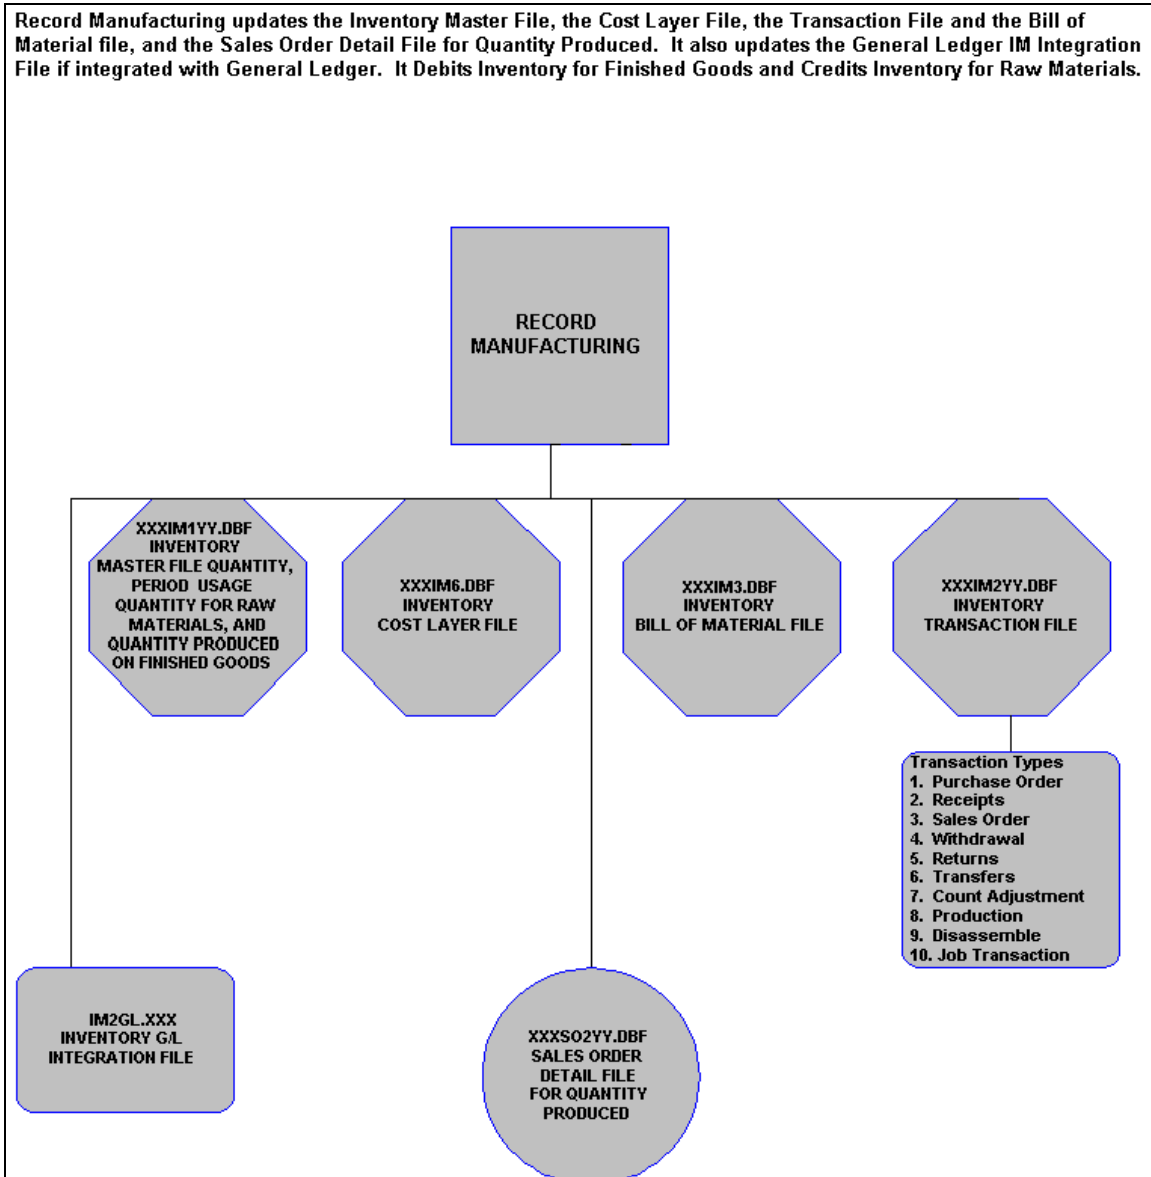 Record Manufacturing updates the Inventory Master File, the Cost Layer File, the Transaction File and the Bill of
Material file, and the Sales Order Detail File for Quantity Produced.  It also updates the General Ledger IM Integration
File if integrated with General Ledger.  It Debits Inventory for Finished Goods and Credits Inventory for Raw Materials.
RECORD
MANUFACTURING
XXXIM1YY.DBF
INVENTORY
MASTER FILE QUANTITY,
PERIOD  USAGE
QUANTITY FOR RAW
MATERIALS, AND
QUANTITY PRODUCED
ON FINISHED GOODS
XXXIM6.DBF
INVENTORY
COST LAYER FILE
XXXIM3.DBF
INVENTORY
BILL OF MATERIAL FILE
XXXIM2YY.DBF
INVENTORY
TRANSACTION FILE
Transaction Types
1.  Purchase Order
2.  Receipts
3.  Sales Order
4.  Withdrawal
5.  Returns
6.  Transfers
7.  Count Adjustment
8.  Production
9.  Disassemble
10. Job Transaction
IM2GL.XXX
INVENTORY G/L
INTEGRATION FILE
XXXSO2YY.DBF
SALES ORDER
DETAIL FILE
FOR QUANTITY
PRODUCED